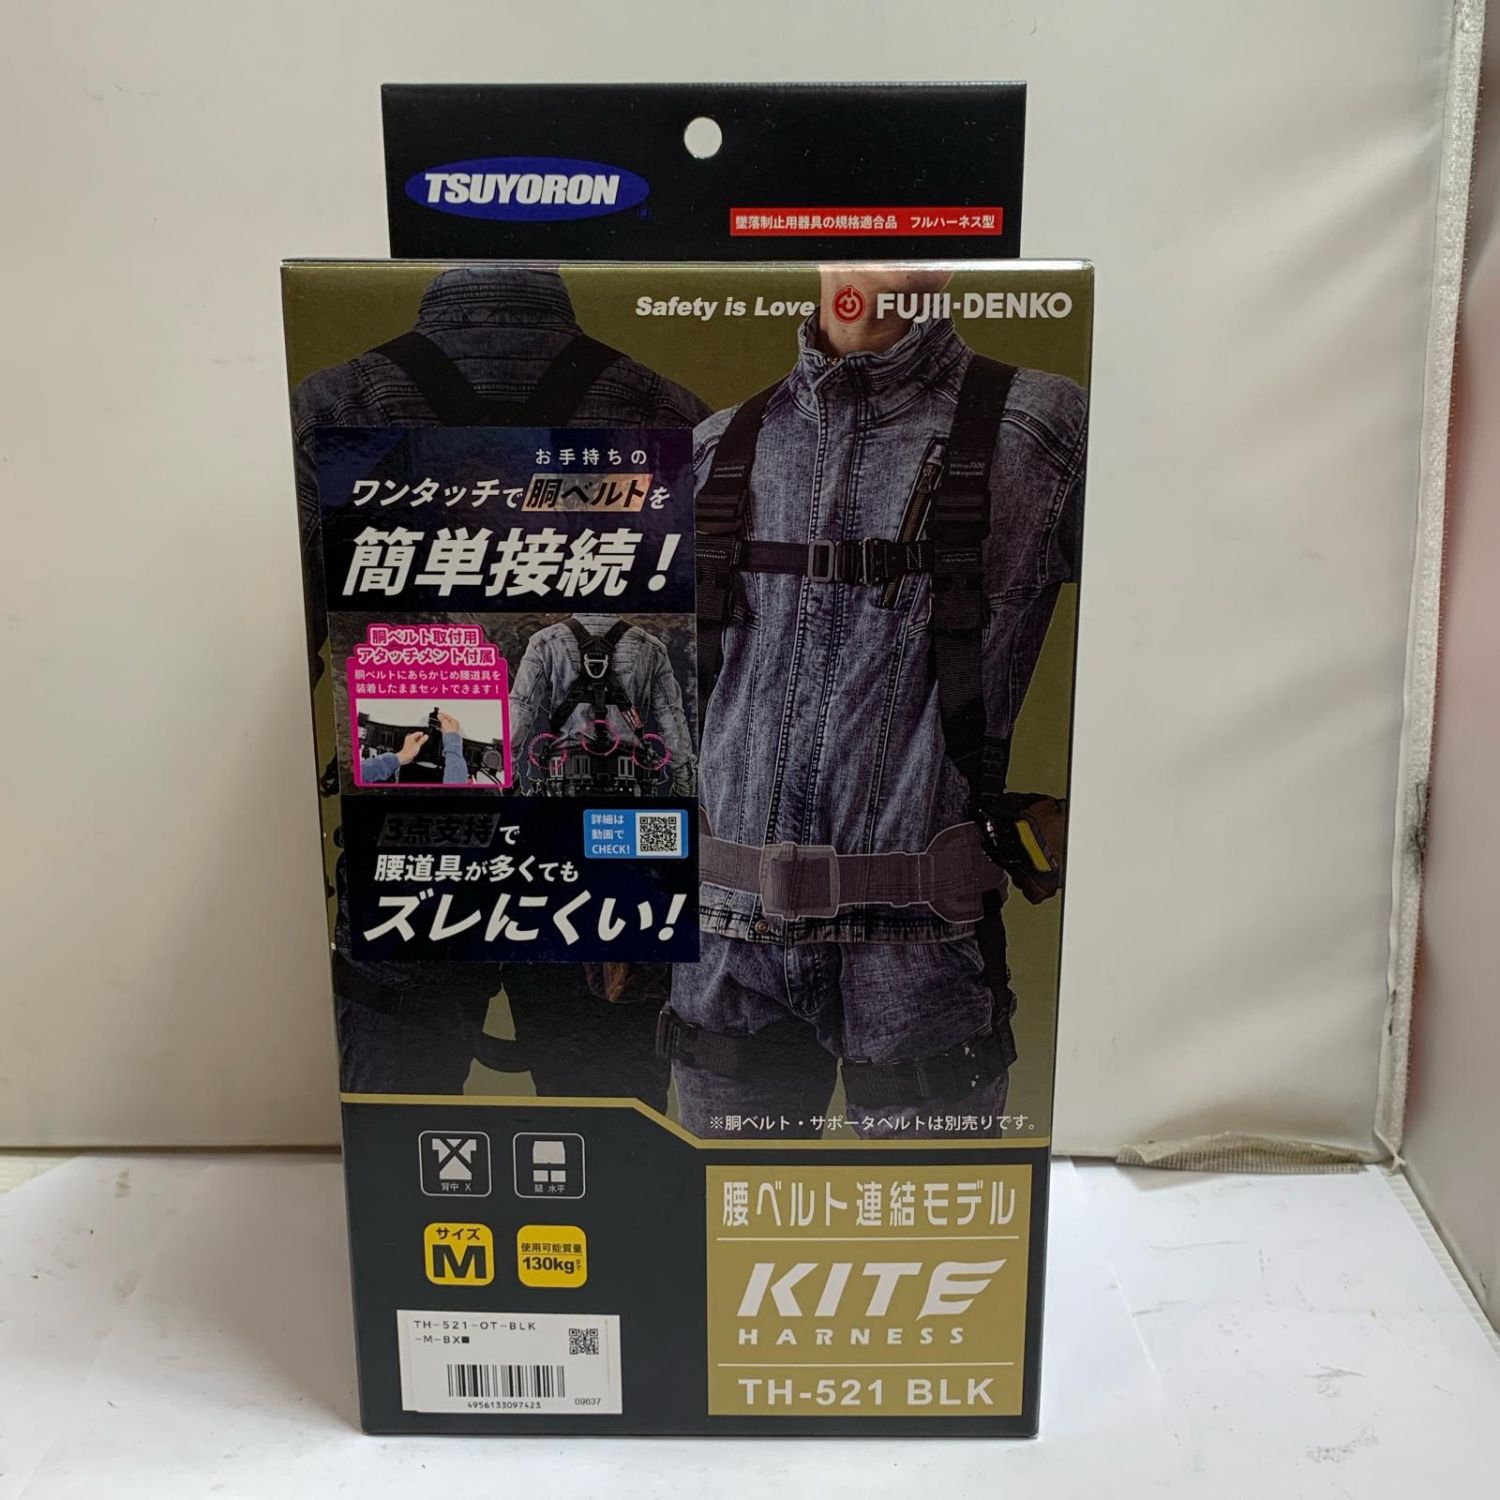 TSUYORON
®
墜落制止用器具の規格適合品 フルハーネス型
Safety is Love FUJII-DENKO
お手持ちの
ワンタッチで胴ベルトを
簡単接続!
胴ベルト取付用
アタッチメント付属
胴ベルトにあらかじめ腰道具を
装着したままセットできます!
3点支持で
腰道具が多くても
ズレにくい!
詳細は
動画で
CHECK!
※胴ベルト・サポータベルトは別売りです。
背中 X
腿 水平
サイズ
M
使用可能質量
130kgまで
腰ベルト連結モデル
KITE
HARNESS
TH-521 BLK
TH-521-OT-BLK
-M-BX■
4956133097423
09637